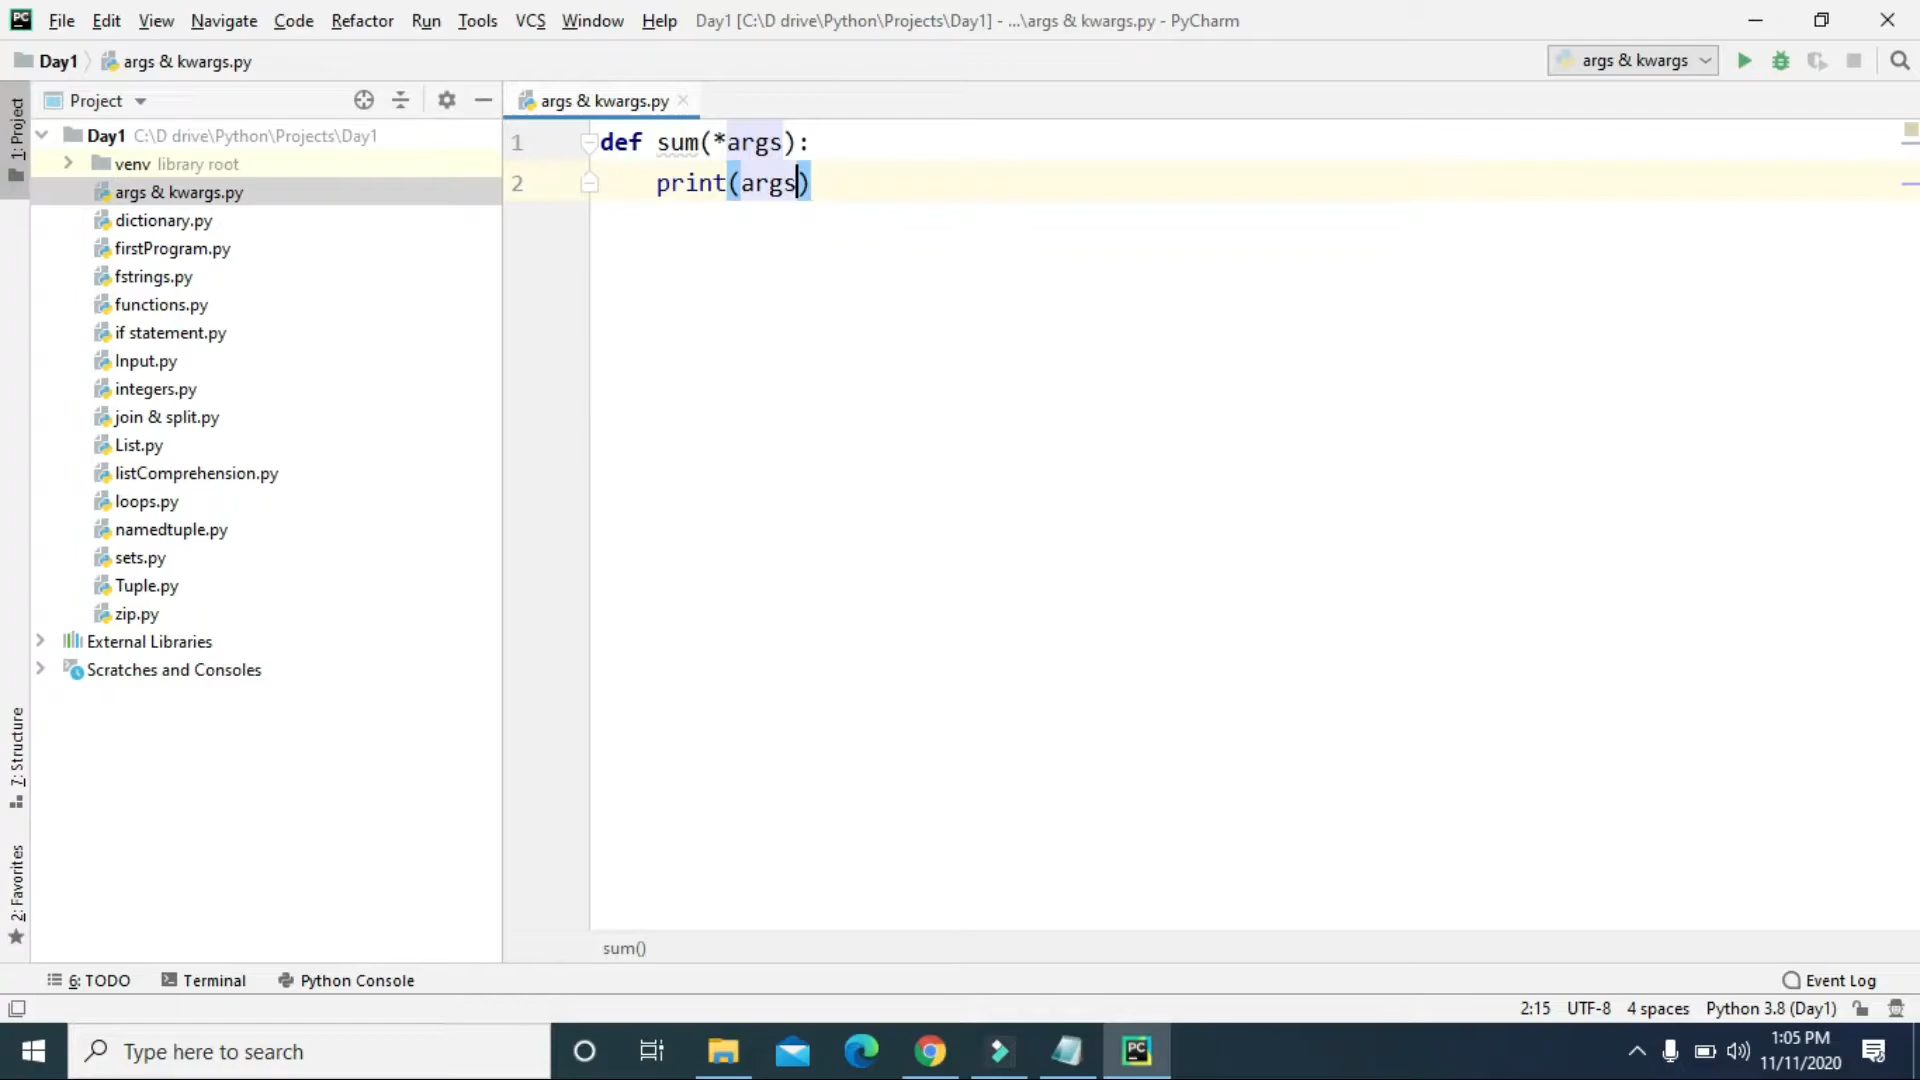 PC File Edit View Navigate Code Refactor Run Tools VCS Window Help Day1 [C:\D drive\Python\Projects\Day1] - ...\args & kwargs.py - PyCharm
Day1 args & kwargs.py args & kwargs
1: Project
Project
args & kwargs.py
Day1 C:\D drive\Python\Projects\Day1
venv library root
args & kwargs.py
dictionary.py
firstProgram.py
fstrings.py
functions.py
if statement.py
Input.py
integers.py
join & split.py
List.py
listComprehension.py
loops.py
namedtuple.py
sets.py
Tuple.py
zip.py
External Libraries
Scratches and Consoles
1 def sum(*args):
2 print(args)
7: Structure
2: Favorites
sum()
6: TODO Terminal Python Console Event Log
2:15 UTF-8 4 spaces Python 3.8 (Day1)
Type here to search PC 1:05 PM
11/11/2020